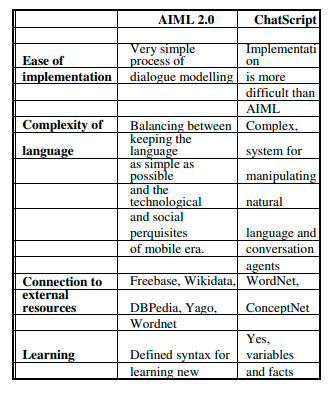 AIML 2.0 ChatScript
Very simple Implementati
Ease of process of on
implementation dialogue modelling is more
difficult than
AIML
Complexity of Balancing between Complex,
keeping the
language language system for
as simple as
possible manipulating
and the
technological natural
and social
perquisites language and
of mobile era. conversation
agents
Connection to Freebase, Wikidata, WordNet,
external
resources DBPedia, Yago, ConceptNet
Wordnet
Yes,
Learning Defined syntax for variables
learning new and facts